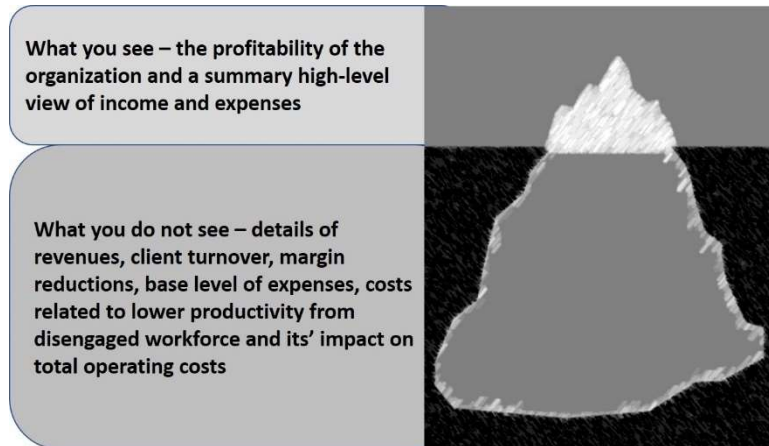 What you see – the profitability of the
organization and a summary high-level
view of income and expenses
What you do not see – details of
revenues, client turnover, margin
reductions, base level of expenses, costs
related to lower productivity from
disengaged workforce and its’ impact on
total operating costs